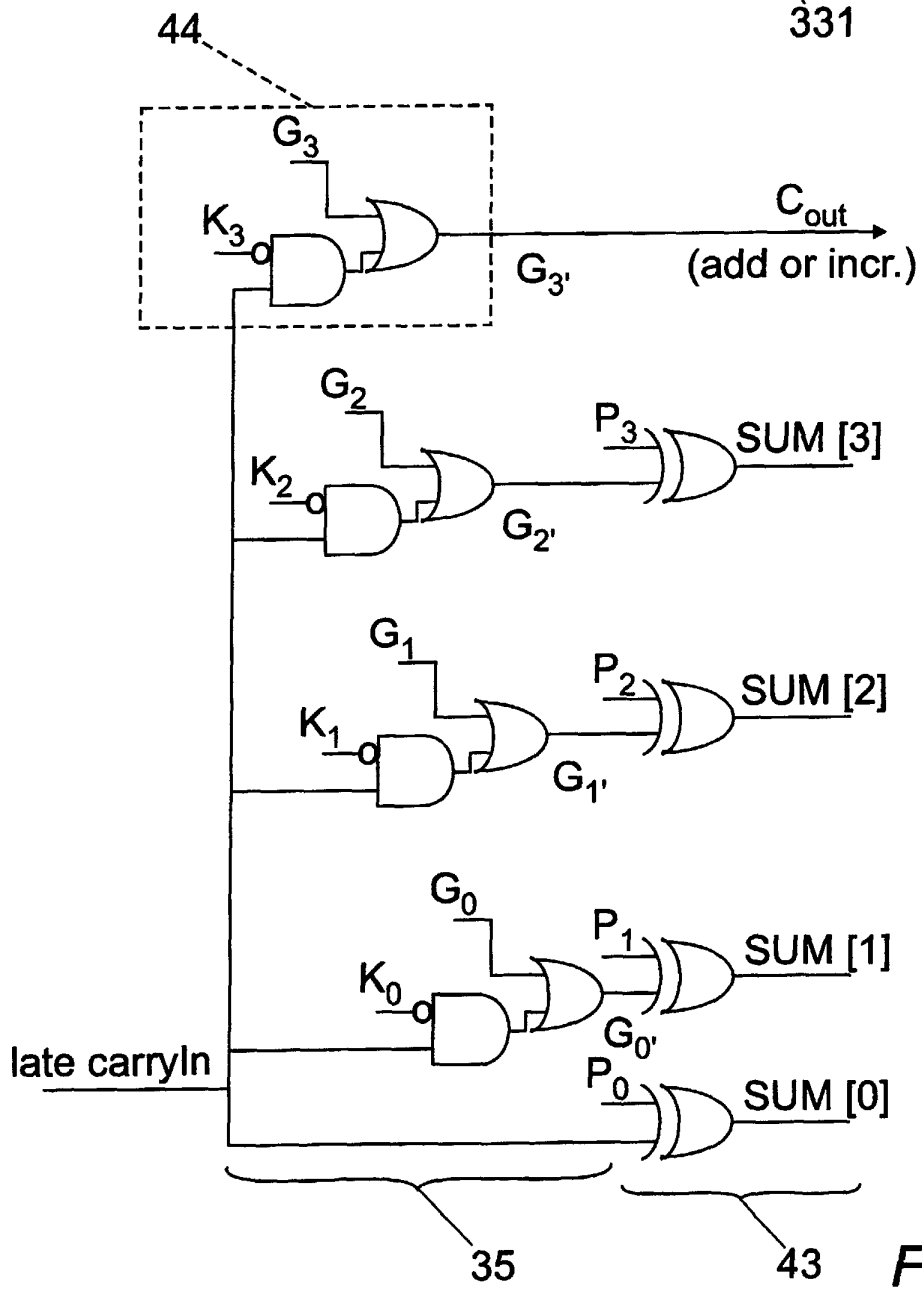 44
331
G₃
K₃
Cout
G₃'
(add or incr.)
G₂
P₃
SUM [3]
K₂
G₂'
G₁
P₂
SUM [2]
K₁
G₁'
G₀
P₁
SUM [1]
K₀
G₀'
late carryIn
P₀
SUM [0]
35
43
F